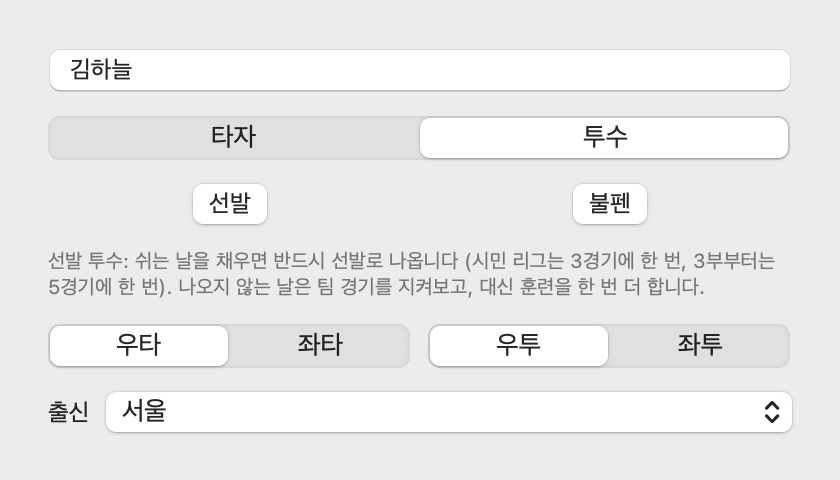 김하늘
타자 투수
선발 불펜
선발 투수: 쉬는 날을 채우면 반드시 선발로 나옵니다 (시민 리그는 3경기에 한 번, 3부부터는
5경기에 한 번). 나오지 않는 날은 팀 경기를 지켜보고, 대신 훈련을 한 번 더 합니다.
우타 좌타 우투 좌투
출신 서울